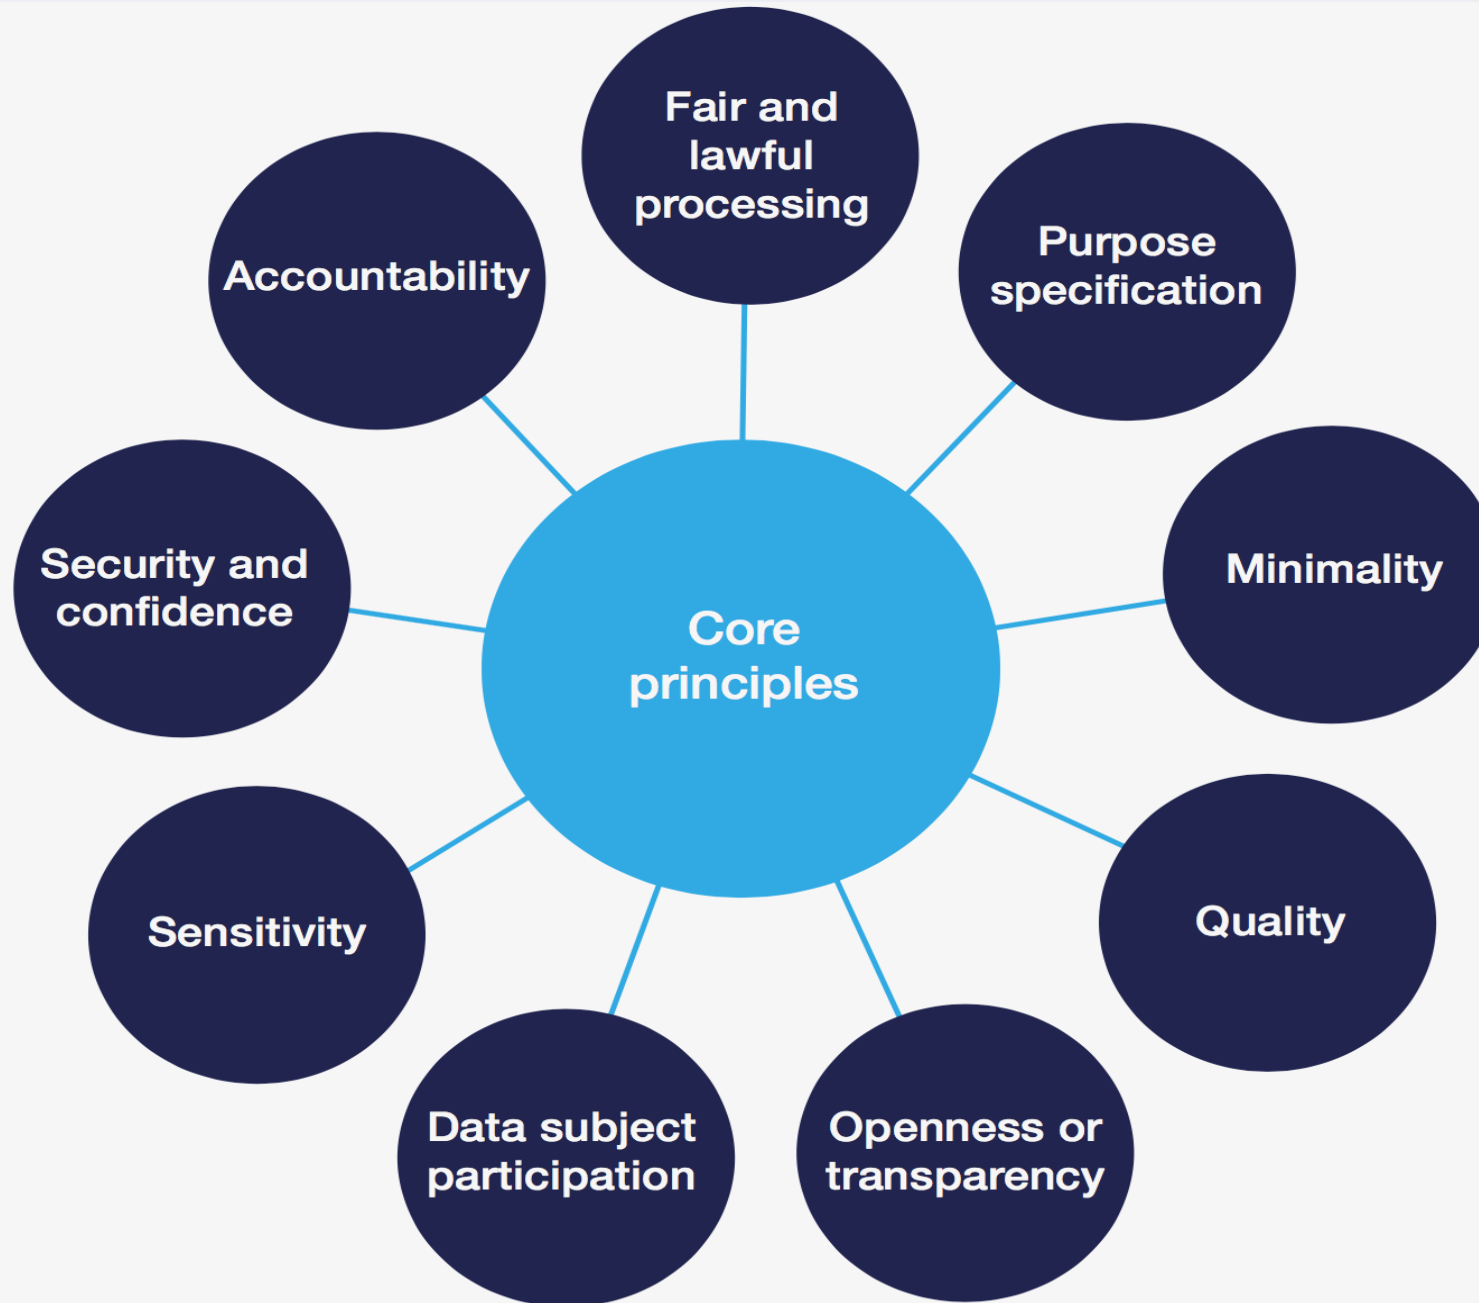 Fair and
lawful
processing
Purpose
specification
Minimality
Quality
Openness or
transparency
Data subject
participation
Sensitivity
Security and
confidence
Accountability
Core
principles